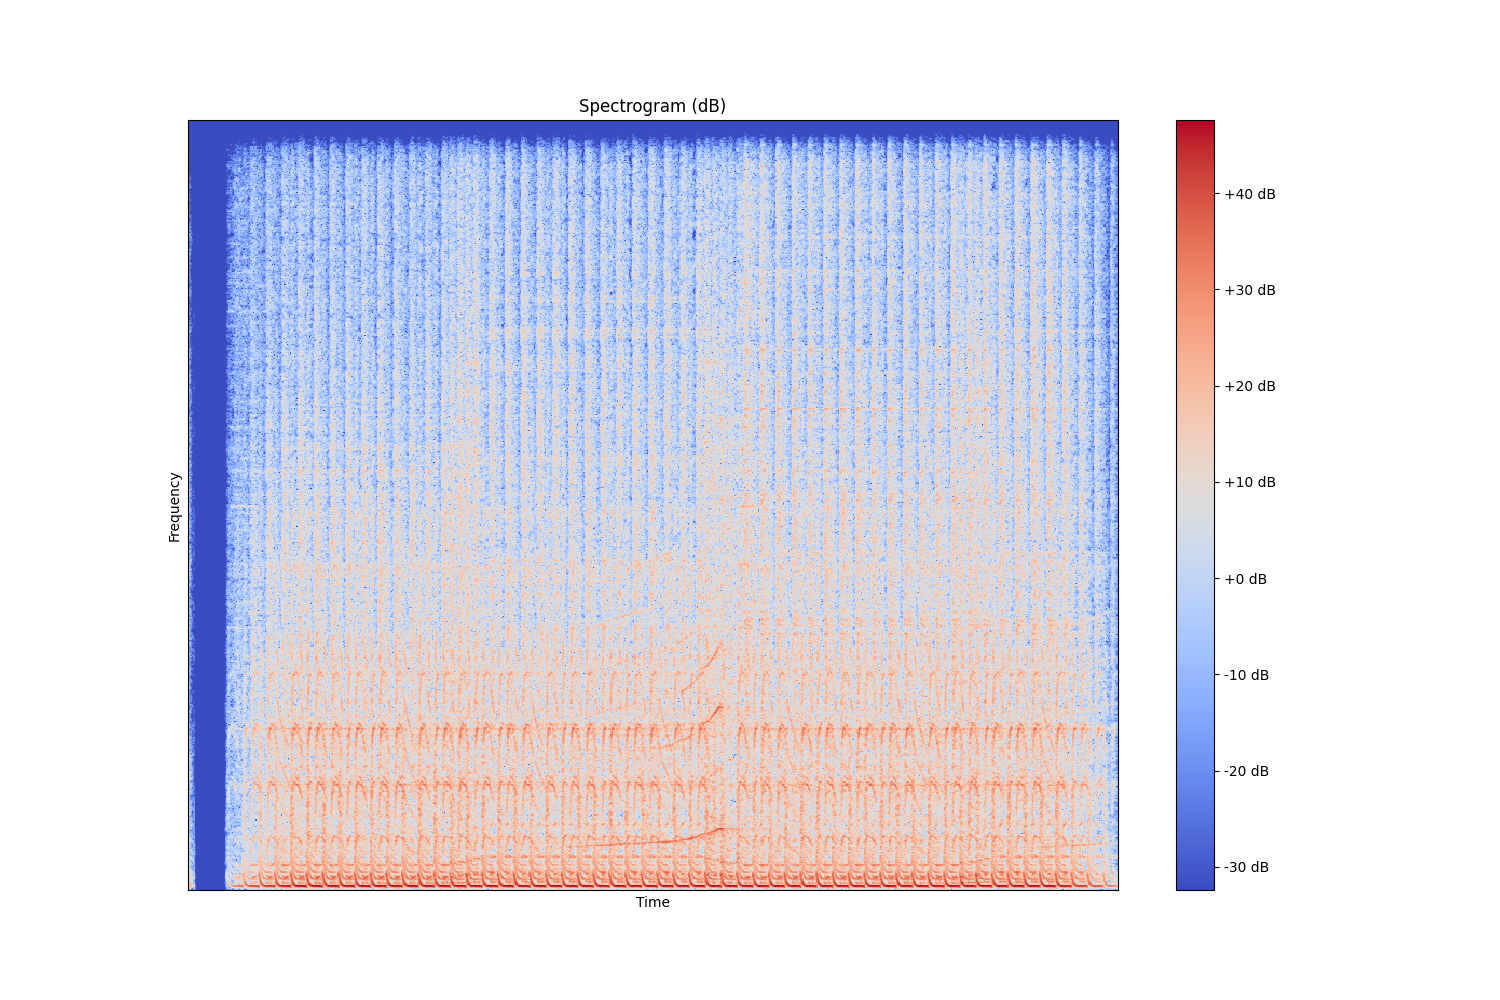 Spectrogram (dB)
Frequency
Time
+40 dB
+30 dB
+20 dB
+10 dB
+0 dB
-10 dB
-20 dB
-30 dB